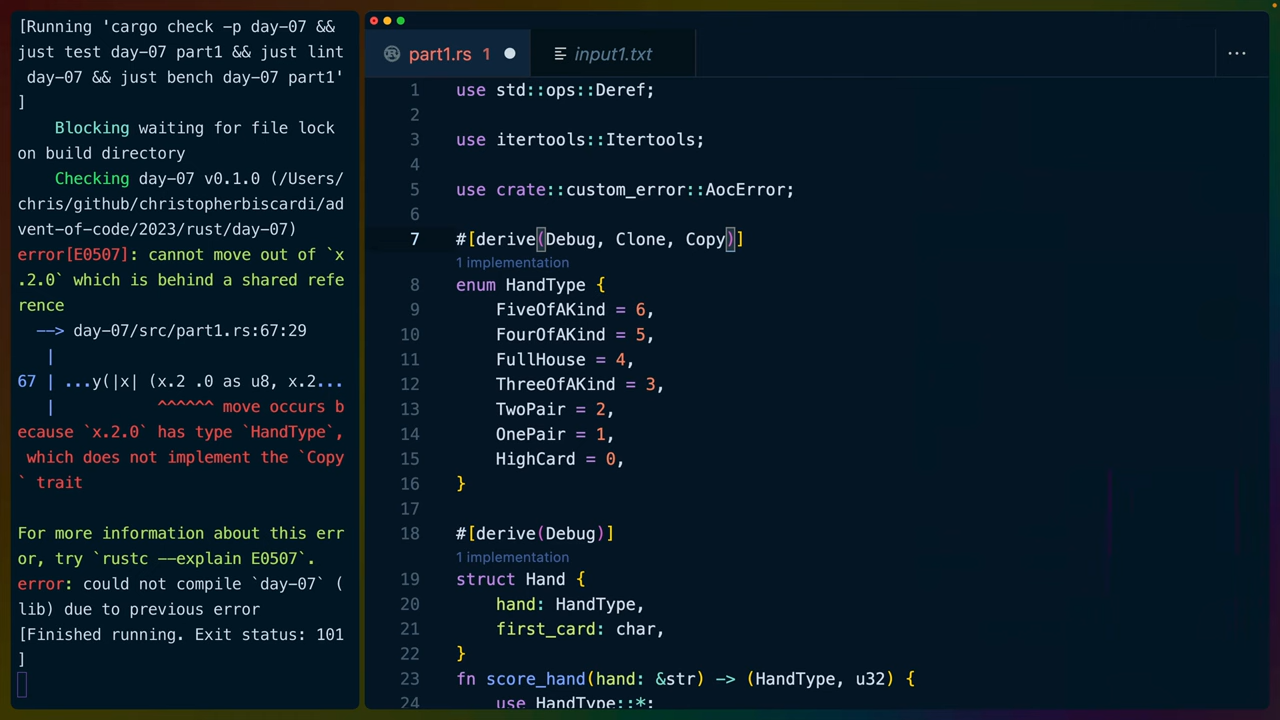 [Running 'cargo check -p day-07 &&
just test day-07 part1 && just lint
day-07 && just bench day-07 part1'
]
Blocking waiting for file lock
on build directory
Checking day-07 v0.1.0 (/Users/
chris/github/christopherbiscardi/ad
vent-of-code/2023/rust/day-07)
error[E0507]: cannot move out of `x
.2.0` which is behind a shared refe
rence
--> day-07/src/part1.rs:67:29
|
67 | ...y(|x| (x.2 .0 as u8, x.2...
| ^^^^^^ move occurs b
ecause `x.2.0` has type `HandType`,
which does not implement the `Copy
` trait
For more information about this err
or, try `rustc --explain E0507`.
error: could not compile `day-07` (
lib) due to previous error
[Finished running. Exit status: 101
]
part1.rs 1
input1.txt
...
1 use std::ops::Deref;
2
3 use itertools::Itertools;
4
5 use crate::custom_error::AocError;
6
7 #[derive(Debug, Clone, Copy)]
1 implementation
8 enum HandType {
9 FiveOfAKind = 6,
10 FourOfAKind = 5,
11 FullHouse = 4,
12 ThreeOfAKind = 3,
13 TwoPair = 2,
14 OnePair = 1,
15 HighCard = 0,
16 }
17
18 #[derive(Debug)]
1 implementation
19 struct Hand {
20 hand: HandType,
21 first_card: char,
22 }
23 fn score_hand(hand: &str) -> (HandType, u32) {
24 use HandType::*;